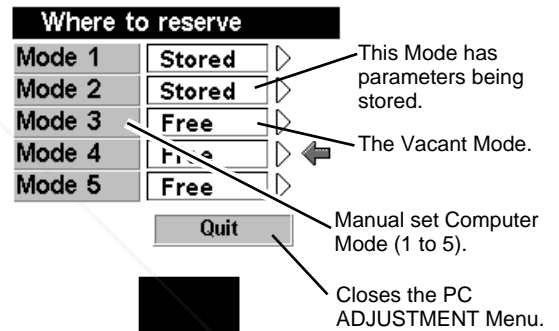 Where to reserve
Mode 1 Stored
Mode 2 Stored
Mode 3 Free
Mode 4 Free
Mode 5 Free
Quit
This Mode has
parameters being
stored.
The Vacant Mode.
Manual set Computer
Mode (1 to 5).
Closes the PC
ADJUSTMENT Menu.